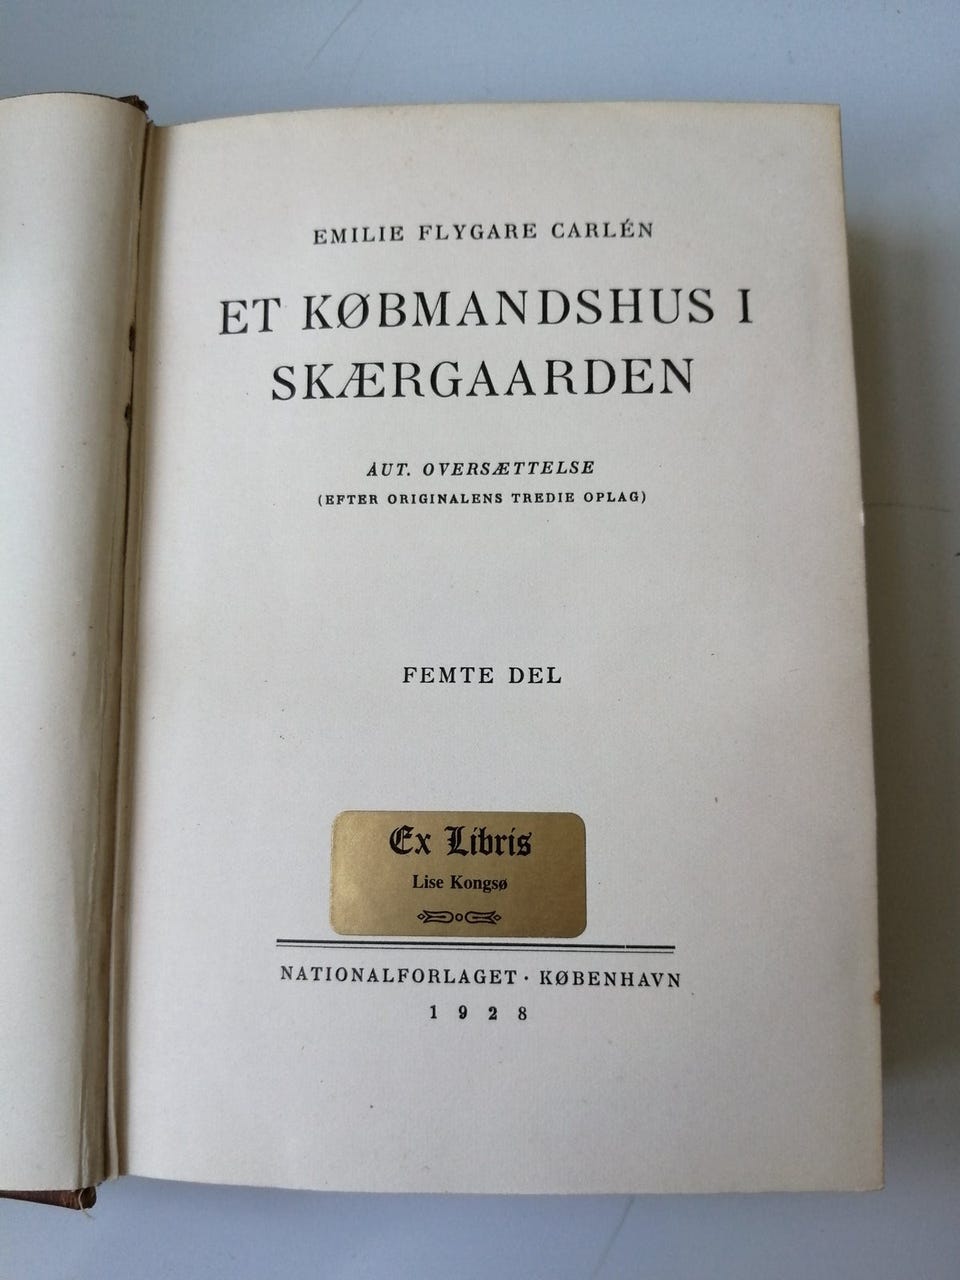 EMILIE FLYGARE CARLÉN
ET KØBMANDSHUS I
SKÆRGAARDEN
AUT. OVERSÆTTELSE
(EFTER ORIGINALENS TREDIE OPLAG)
FEMTE DEL
Ex Libris
Lise Kongsø
NATIONALFORLAGET · KØBENHAVN
1928